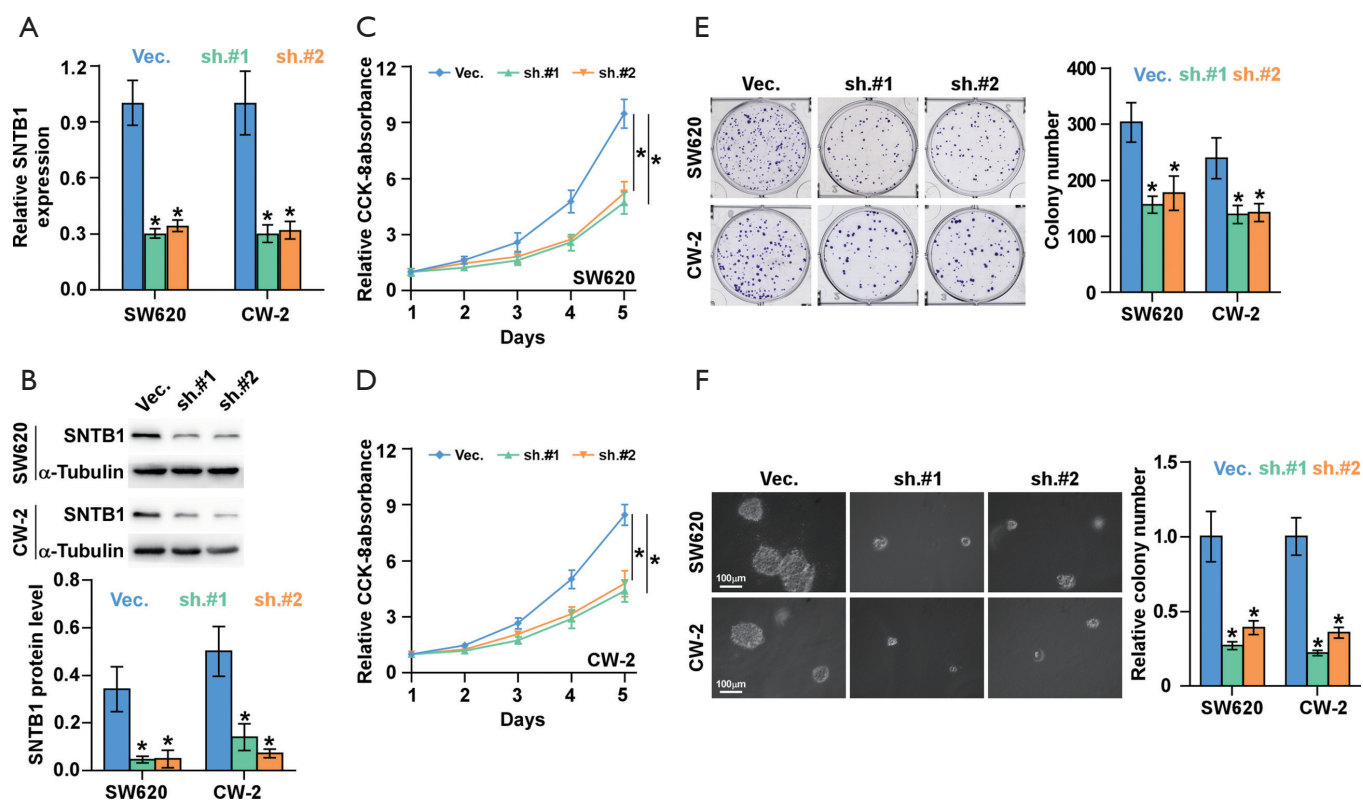 A
Vec. sh.#1 sh.#2
Relative SNTB1
expression
1.2
0.9
0.6
0.3
0.0
* * * *
SW620 CW-2
B
Vec. sh.#1 sh.#2
SW620
SNTB1
α-Tubulin
CW-2
SNTB1
α-Tubulin
Vec. sh.#1 sh.#2
SNTB1 protein level
0.8
0.6
0.4
0.2
0.0
* * * *
SW620 CW-2
C
Vec. sh.#1 sh.#2
Relative CCK-8absorbance
12
9
6
3
0
* *
SW620
1 2 3 4 5
Days
D
Vec. sh.#1 sh.#2
Relative CCK-8absorbance
12
9
6
3
0
* *
CW-2
1 2 3 4 5
Days
E
Vec. sh.#1 sh.#2
SW620
CW-2
Vec. sh.#1 sh.#2
Colony number
400
300
200
100
0
* * * *
SW620 CW-2
F
Vec. sh.#1 sh.#2
SW620
100μm
CW-2
100μm
Vec. sh.#1 sh.#2
Relative colony number
1.5
1.0
0.5
0
* * * *
SW620 CW-2